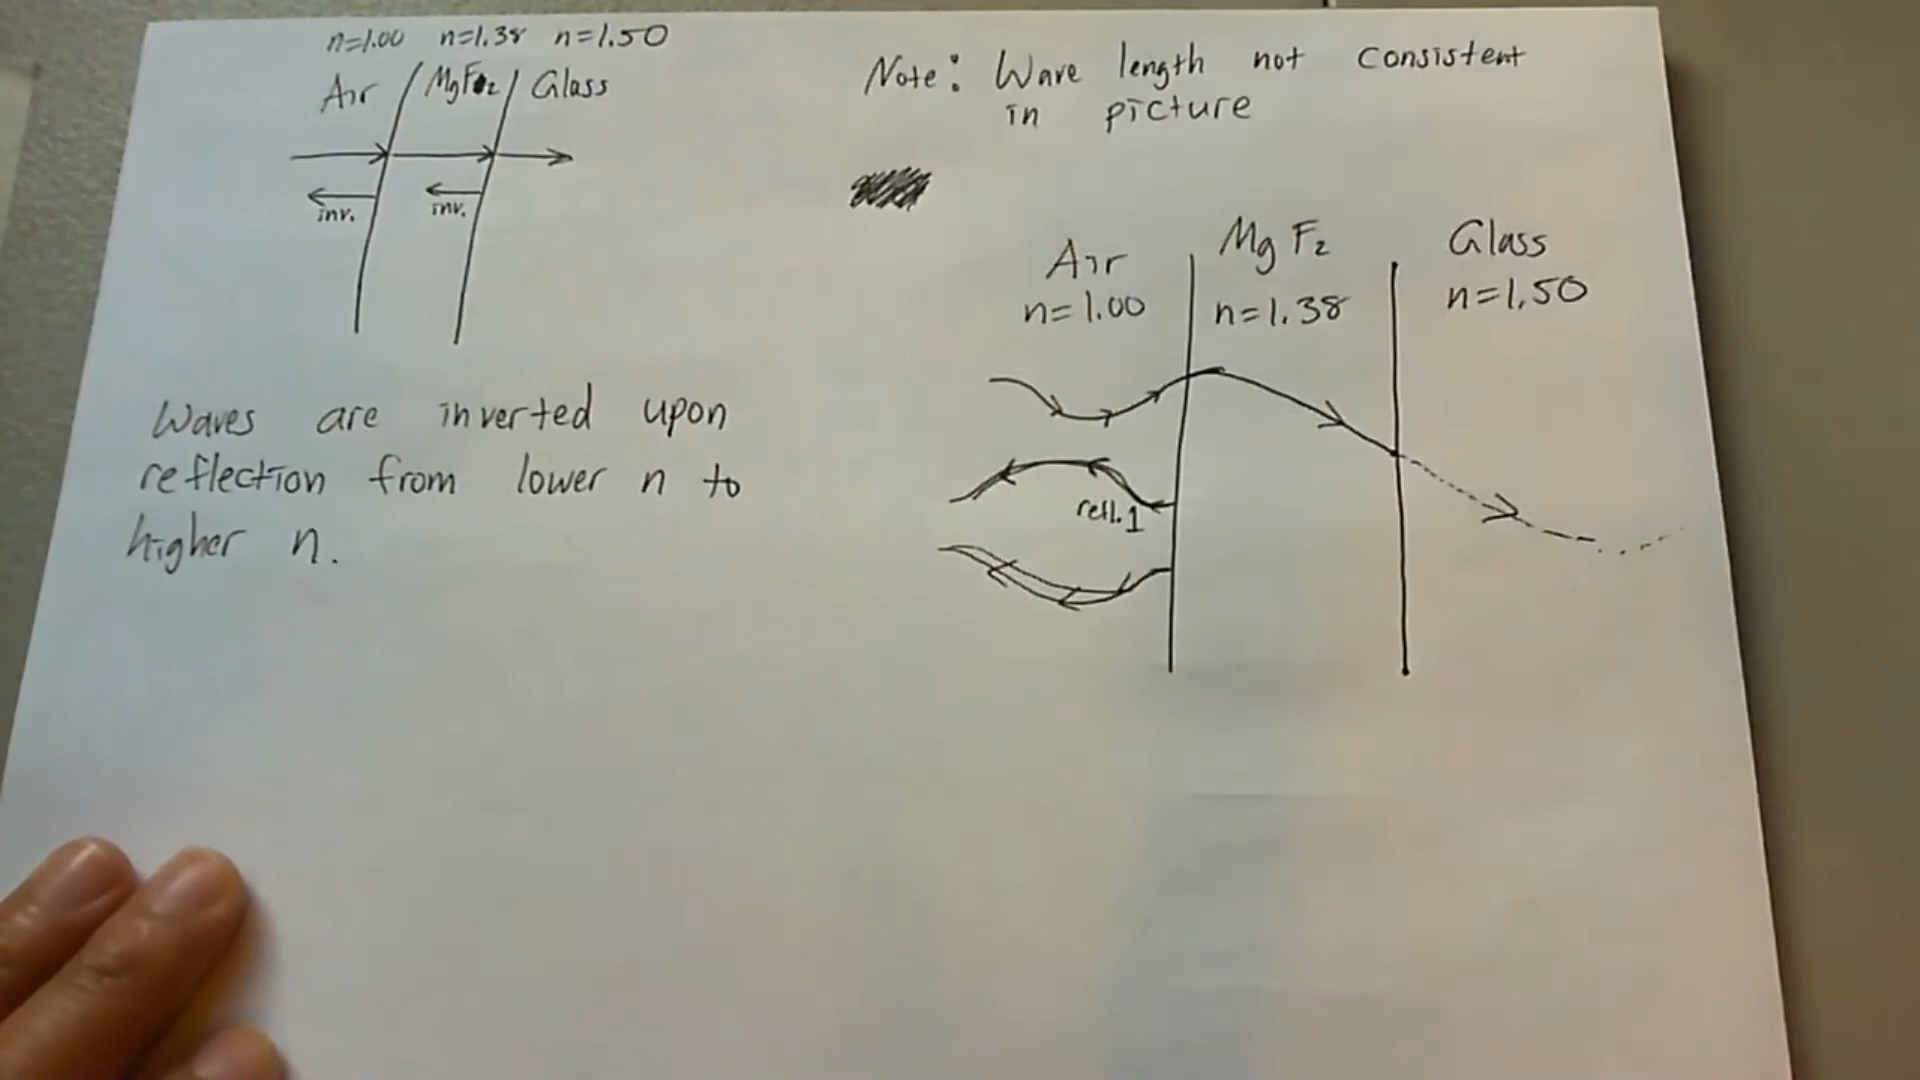 n=1.00 n=1.38 n=1.50
Air MgF2 Glass
inv. inv.
Waves are inverted upon
reflection from lower n to
higher n.
Note: Wave length not consistent
in picture
Air MgF2 Glass
n=1.00 n=1.38 n=1.50
refl.1